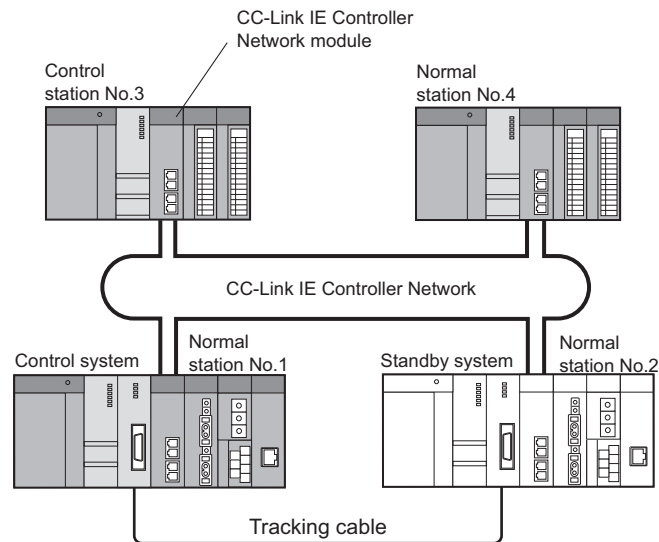 CC-Link IE Controller
Network module
Control
station No.3
Normal
station No.4
CC-Link IE Controller Network
Control system
Normal
station No.1
Standby system
Normal
station No.2
Tracking cable